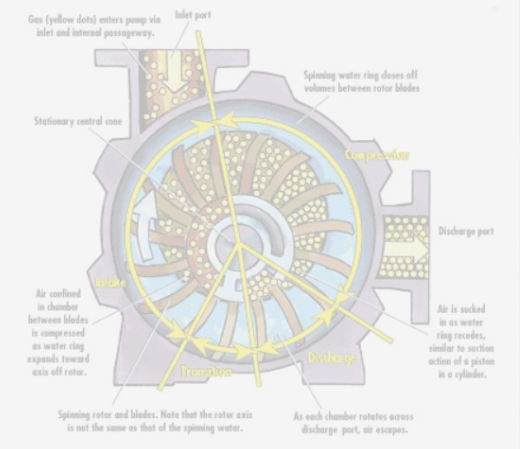 Gas (yellow dots) enters pump via
inlet and internal passageway.
Inlet port
Spinning water ring closes off
volumes between rotor blades
Stationary central cone
Compression
Discharge port
Intake
Air confined
in chamber
between blades
is compressed
as water ring
expands toward
axis off rotor.
Air is sucked
in as water
ring recedes,
similar to suction
action of a piston
in a cylinder.
Transition
Discharge
Spinning rotor and blades. Note that the rotor axis
is not the same as that of the spinning water.
As each chamber rotates across
discharge port, air escapes.